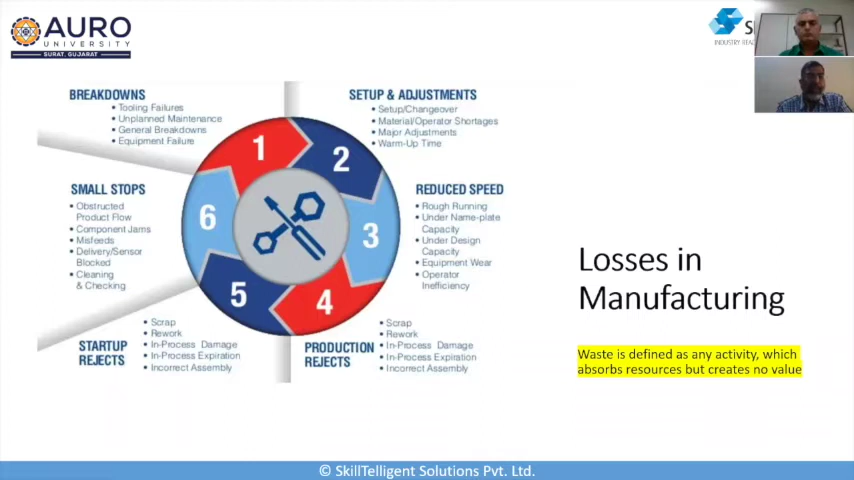 AURO
UNIVERSITY
SURAT, GUJARAT
BREAKDOWNS
• Tooling Failures
• Unplanned Maintenance
• General Breakdowns
• Equipment Failure
SETUP & ADJUSTMENTS
• Setup/Changeover
• Material/Operator Shortages
• Major Adjustments
• Warm-Up Time
SMALL STOPS
• Obstructed
Product Flow
• Component Jams
• Misfeeds
• Delivery/Sensor
Blocked
• Cleaning
& Checking
1
2
3
4
5
6
REDUCED SPEED
• Rough Running
• Under Name-plate
Capacity
• Under Design
Capacity
• Equipment Wear
• Operator
Inefficiency
STARTUP
REJECTS
• Scrap
• Rework
• In-Process Damage
• In-Process Expiration
• Incorrect Assembly
PRODUCTION
REJECTS
• Scrap
• Rework
• In-Process Damage
• In-Process Expiration
• Incorrect Assembly
Losses in
Manufacturing
Waste is defined as any activity, which
absorbs resources but creates no value
© SkillTelligent Solutions Pvt. Ltd.